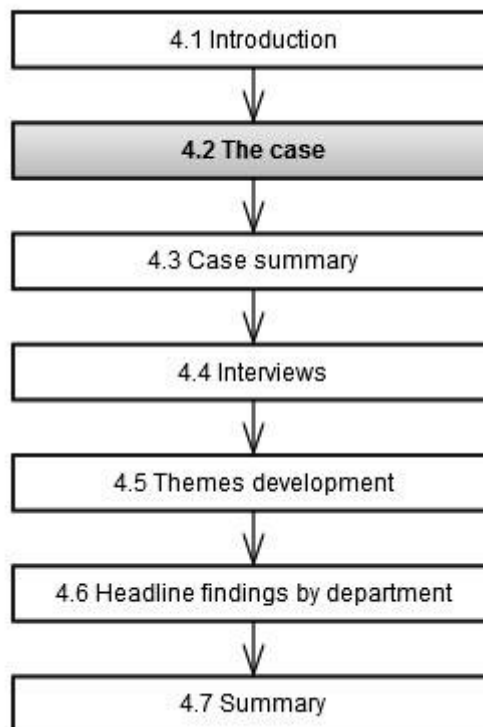 4.1 Introduction
4.2 The case
4.3 Case summary
4.4 Interviews
4.5 Themes development
4.6 Headline findings by department
4.7 Summary